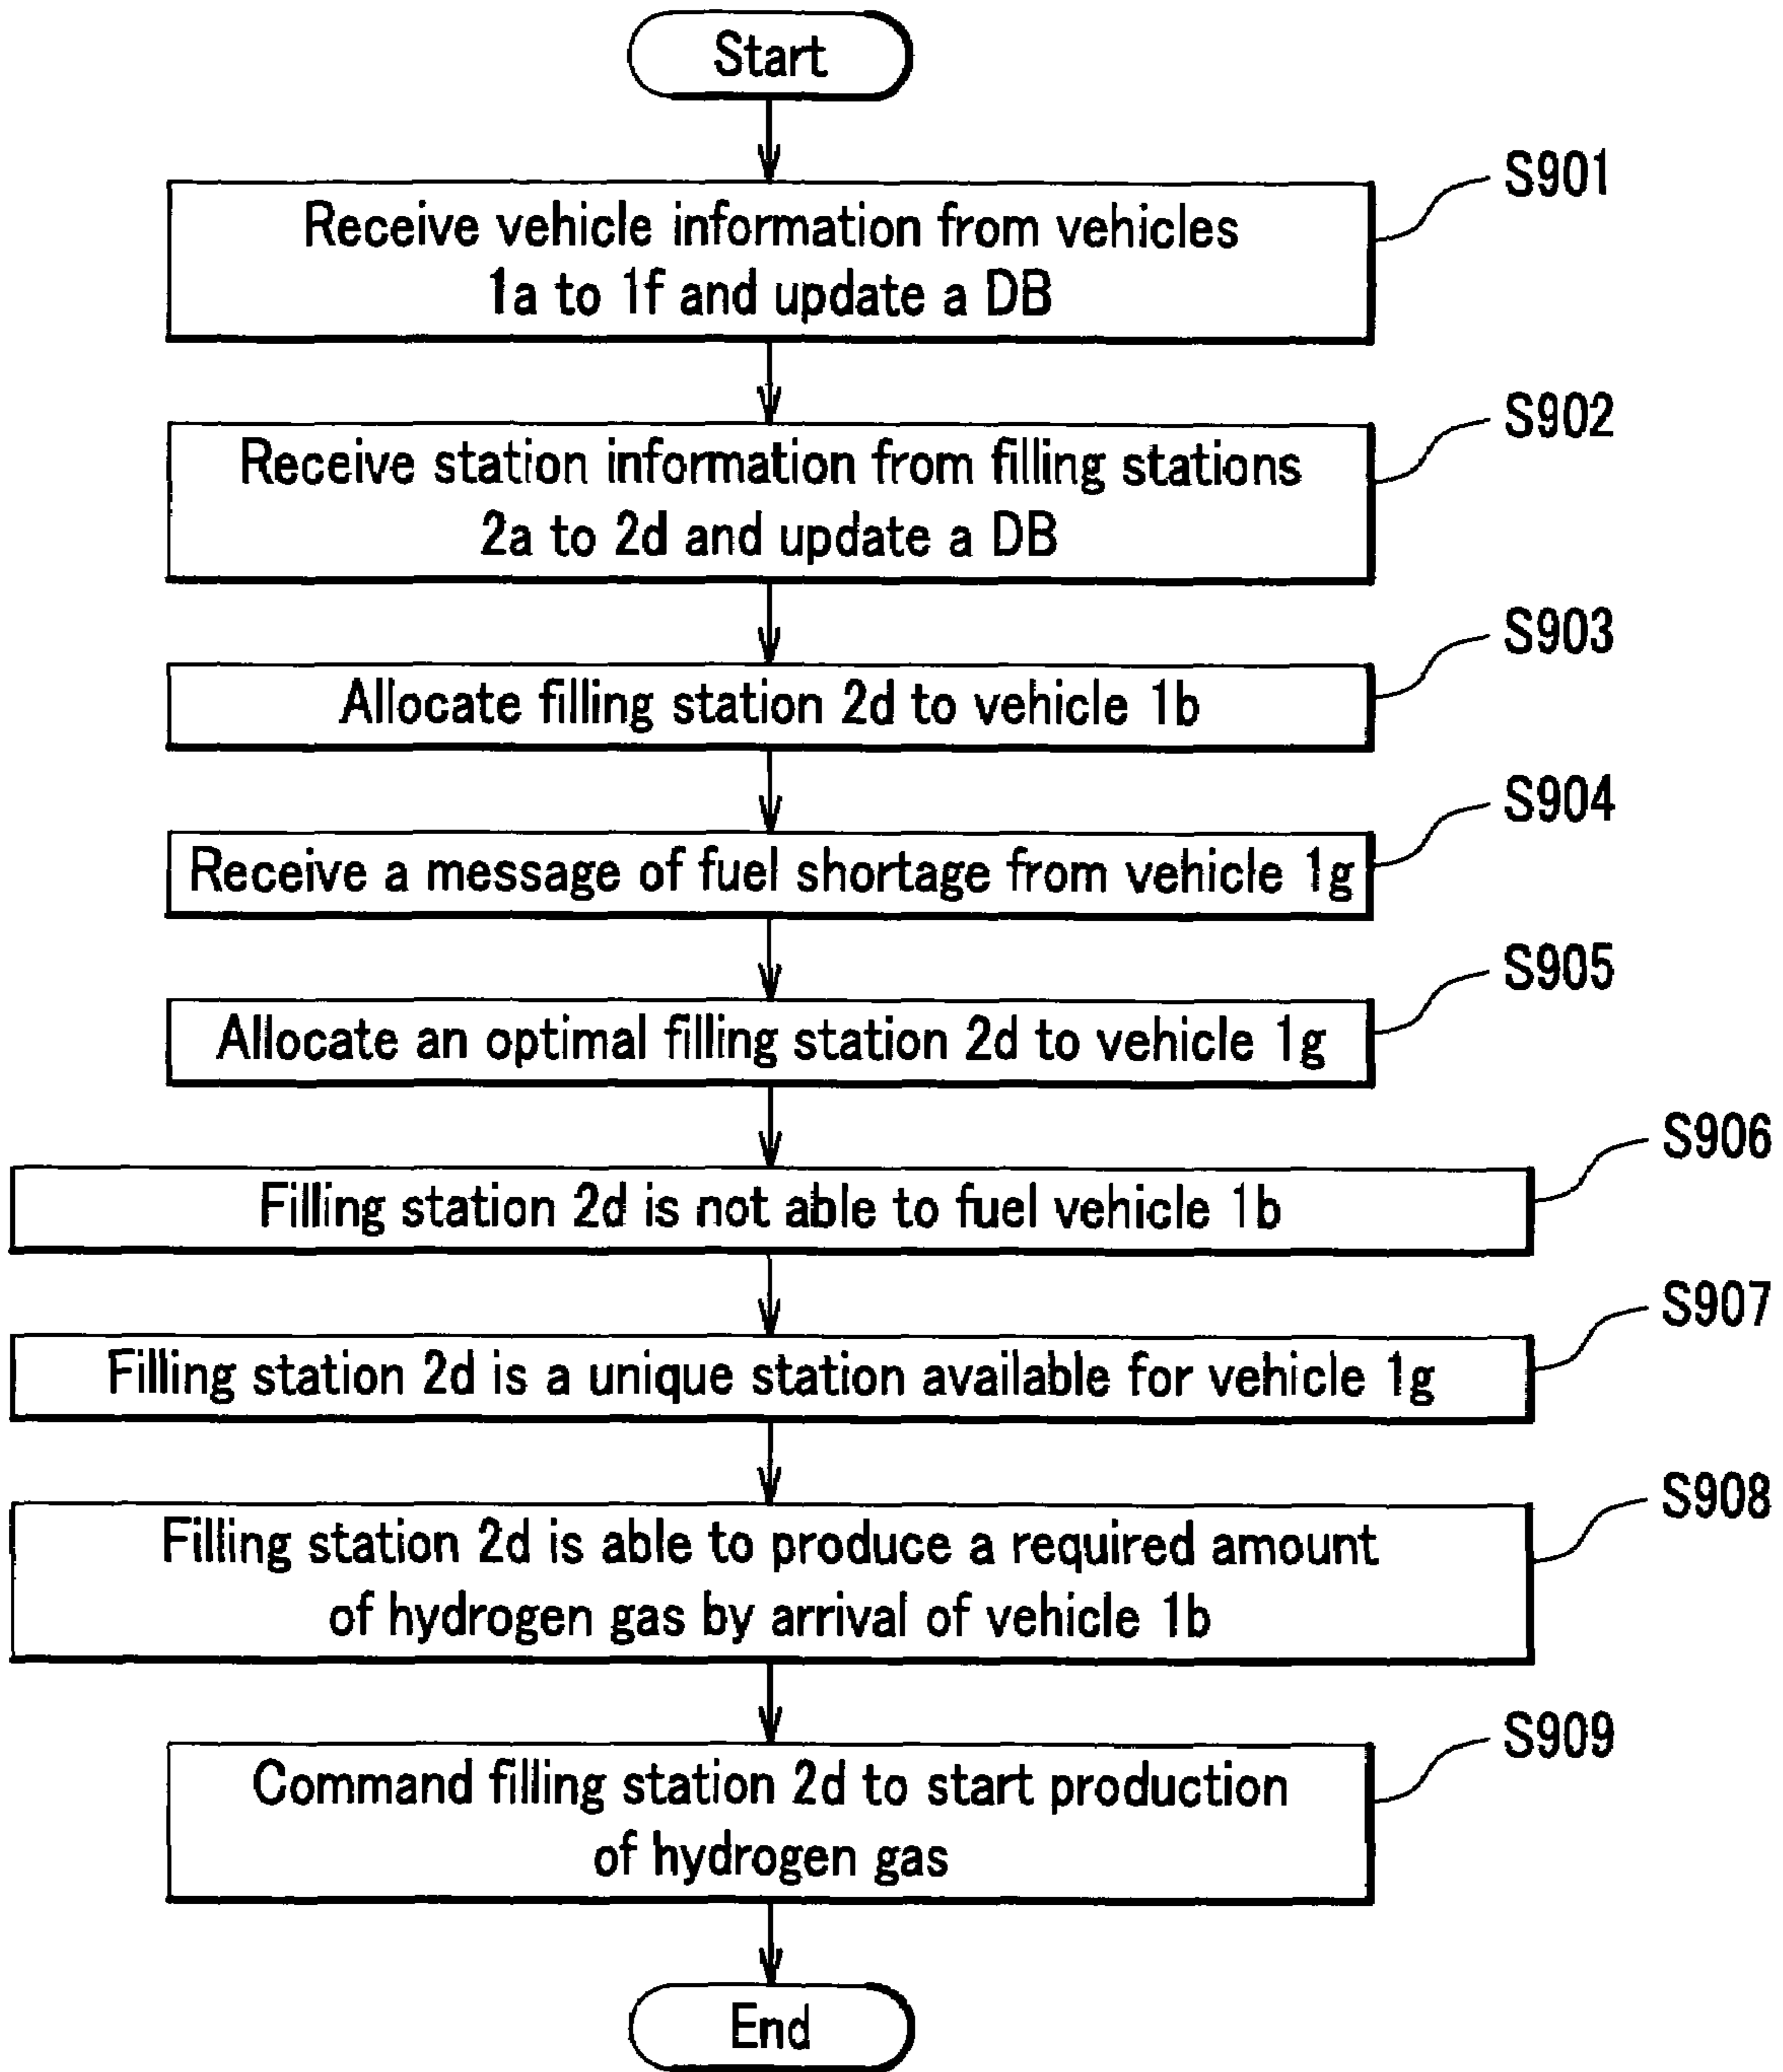 Start
S901
Receive vehicle information from vehicles
1a to 1f and update a DB
S902
Receive station information from filling stations
2a to 2d and update a DB
S903
Allocate filling station 2d to vehicle 1b
S904
Receive a message of fuel shortage from vehicle 1g
S905
Allocate an optimal filling station 2d to vehicle 1g
S906
Filling station 2d is not able to fuel vehicle 1b
S907
Filling station 2d is a unique station available for vehicle 1g
S908
Filling station 2d is able to produce a required amount
of hydrogen gas by arrival of vehicle 1b
S909
Command filling station 2d to start production
of hydrogen gas
End